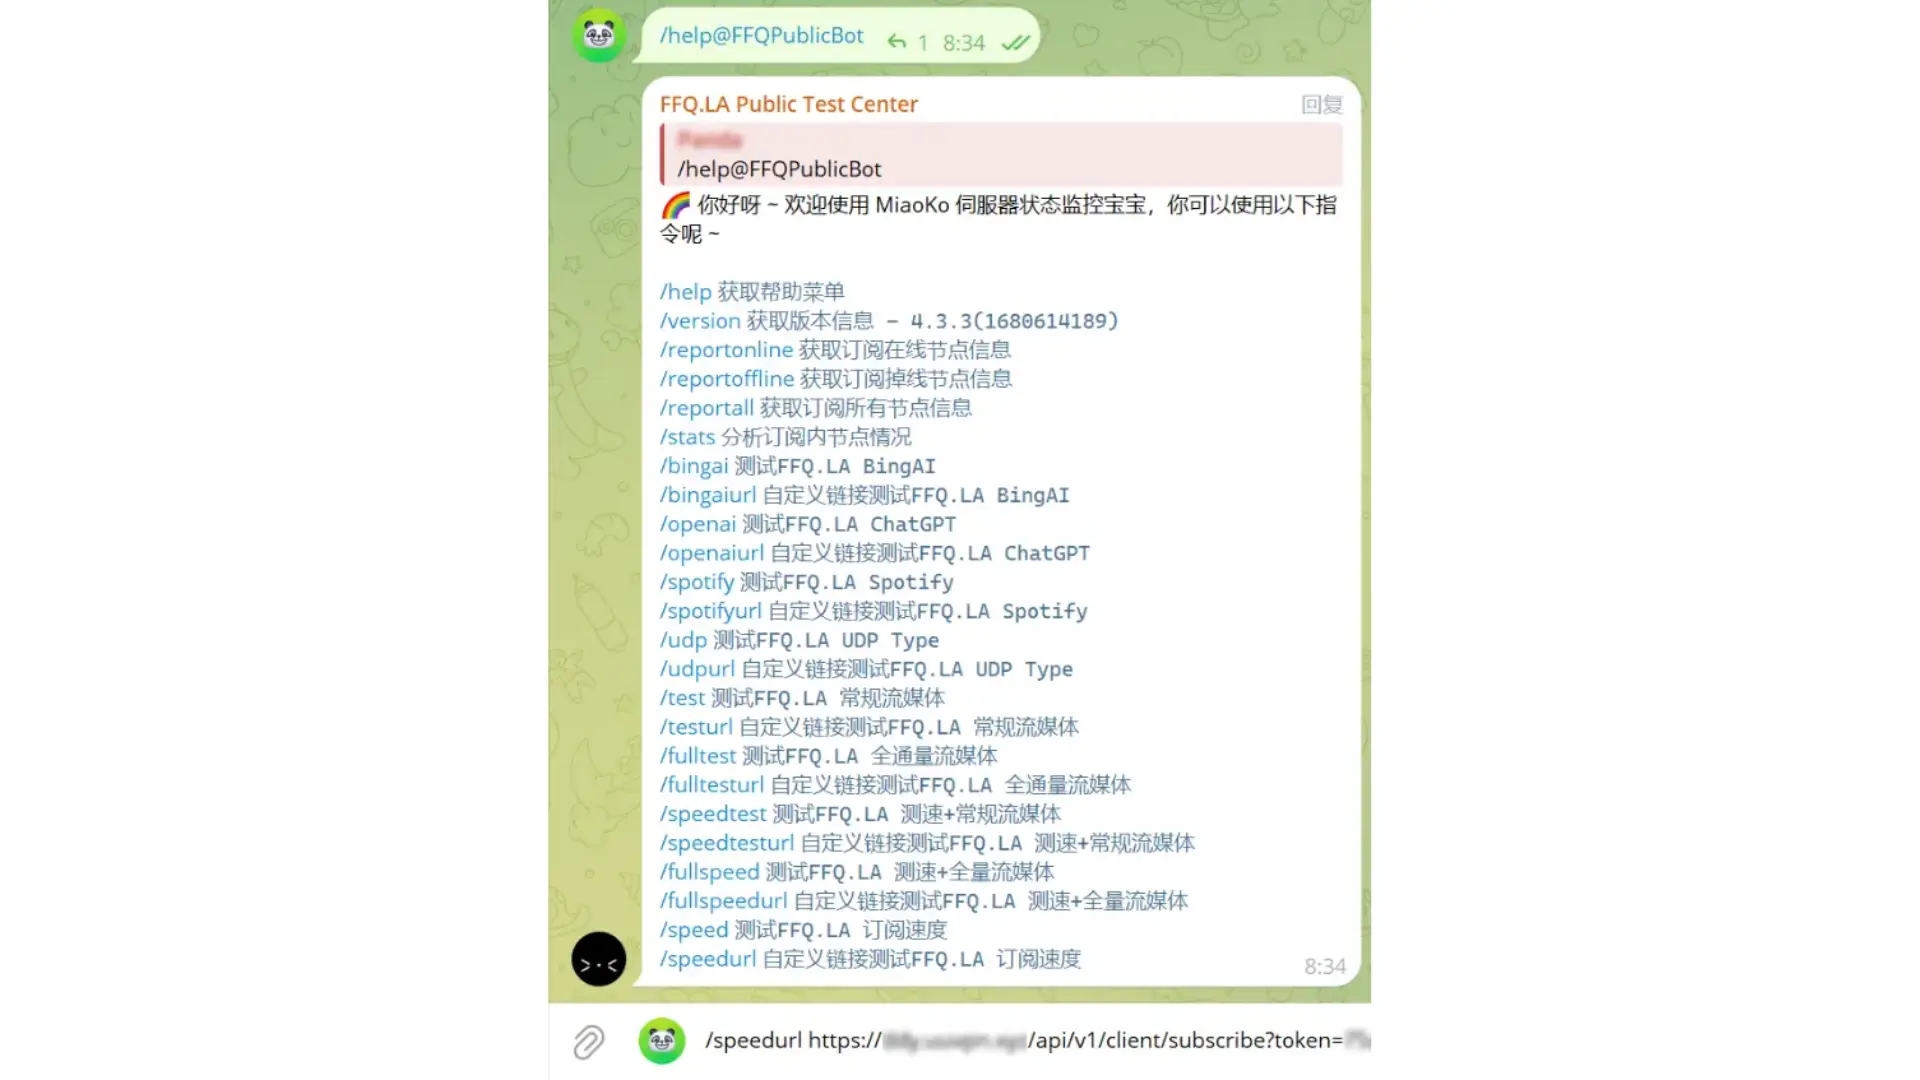 /help@FFQPublicBot 1 8:34
FFQ.LA Public Test Center 回复
/help@FFQPublicBot
你好呀 ~ 欢迎使用 MiaoKo 伺服器状态监控宝宝，你可以使用以下指
令呢 ~
/help 获取帮助菜单
/version 获取版本信息 - 4.3.3(1680614189)
/reportonline 获取订阅在线节点信息
/reportoffline 获取订阅掉线节点信息
/reportall 获取订阅所有节点信息
/stats 分析订阅内节点情况
/bingai 测试FFQ.LA BingAI
/bingaiurl 自定义链接测试FFQ.LA BingAI
/openai 测试FFQ.LA ChatGPT
/openaiurl 自定义链接测试FFQ.LA ChatGPT
/spotify 测试FFQ.LA Spotify
/spotifyurl 自定义链接测试FFQ.LA Spotify
/udp 测试FFQ.LA UDP Type
/udpurl 自定义链接测试FFQ.LA UDP Type
/test 测试FFQ.LA 常规流媒体
/testurl 自定义链接测试FFQ.LA 常规流媒体
/fulltest 测试FFQ.LA 全通量流媒体
/fulltesturl 自定义链接测试FFQ.LA 全通量流媒体
/speedtest 测试FFQ.LA 测速+常规流媒体
/speedtesturl 自定义链接测试FFQ.LA 测速+常规流媒体
/fullspeed 测试FFQ.LA 测速+全量流媒体
/fullspeedurl 自定义链接测试FFQ.LA 测速+全量流媒体
/speed 测试FFQ.LA 订阅速度
/speedurl 自定义链接测试FFQ.LA 订阅速度
8:34
/speedurl https:// /api/v1/client/subscribe?token=